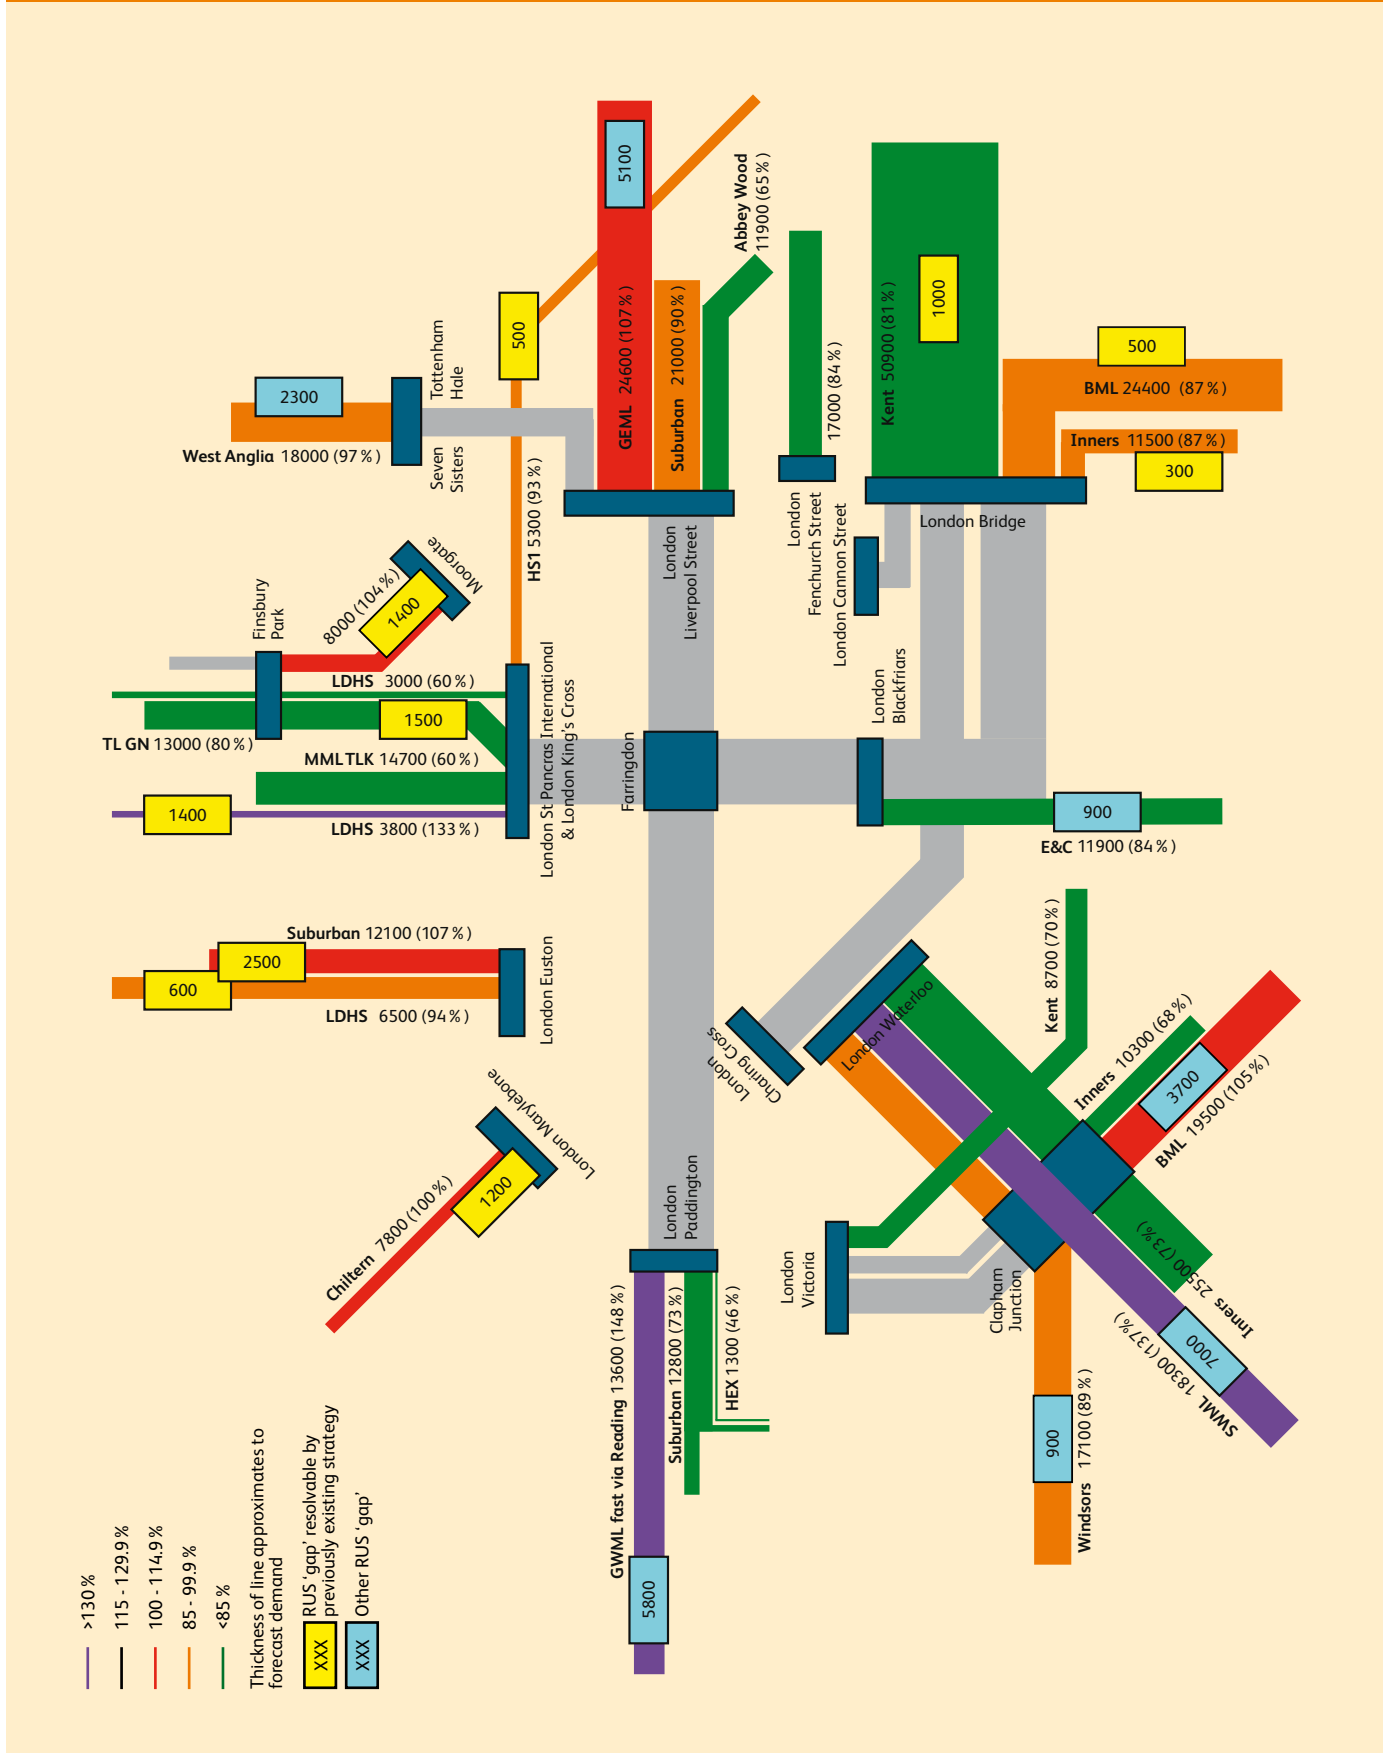 5100
Abbey Wood
11900 (65%)
500
Tottenham
Hale
2300
GEML 24600 (107%)
Suburban 21000 (90%)
17000 (84%)
Kent 50900 (81%)
1000
500
BML 24400 (87%)
West Anglia 18000 (97%)
Seven
Sisters
HS1 5300 (93%)
Inners 11500 (87%)
300
London
Liverpool Street
London
Fenchurch Street
London Cannon Street
London Bridge
Moorgate
8000 (104%)
1400
Finsbury
Park
LDHS 3000 (60%)
1500
TL GN 13000 (80%)
MML TLK 14700 (60%)
1400
LDHS 3800 (133%)
London St Pancras International
& London King's Cross
Farringdon
London
Blackfriars
900
E&C 11900 (84%)
Suburban 12100 (107%)
2500
600
LDHS 6500 (94%)
London Euston
London
Charing Cross
London Waterloo
Kent 8700 (70%)
Inners 10300 (68%)
3700
BML 19500 (105%)
London Marylebone
1200
Chiltern 7800 (100%)
London
Paddington
London
Victoria
Clapham
Junction
Inners 25500 (73%)
7000
SWML 18300 (137%)
GWML fast via Reading 13600 (148%)
Suburban 12800 (73%)
HEX 1300 (46%)
5800
900
Windsors 17100 (89%)
>130%
115 - 129.9%
100 - 114.9%
85 - 99.9%
<85%
Thickness of line approximates to
forecast demand
XXX
RUS 'gap' resolvable by
previously existing strategy
XXX
Other RUS 'gap'